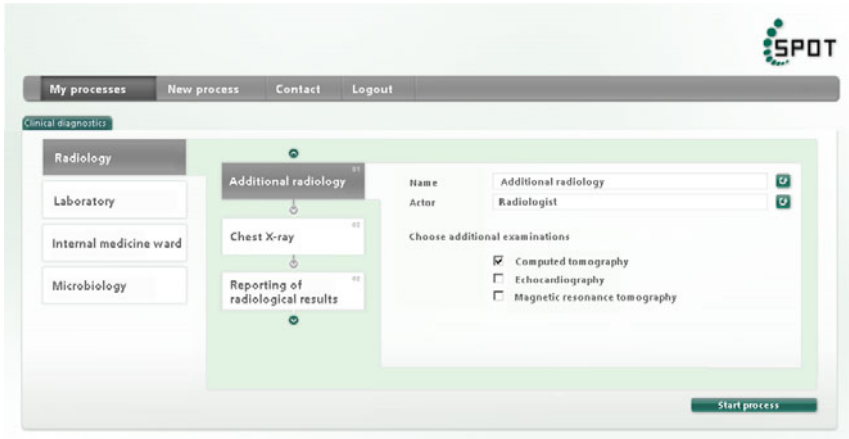 SPOT
My processes New process Contact Logout
Clinical diagnostics
Radiology
Laboratory
Internal medicine ward
Microbiology
Additional radiology
Chest X-ray
Reporting of
radiological results
Name Additional radiology
Actor Radiologist
Choose additional examinations
Computed tomography
Echocardiography
Magnetic resonance tomography
Start process